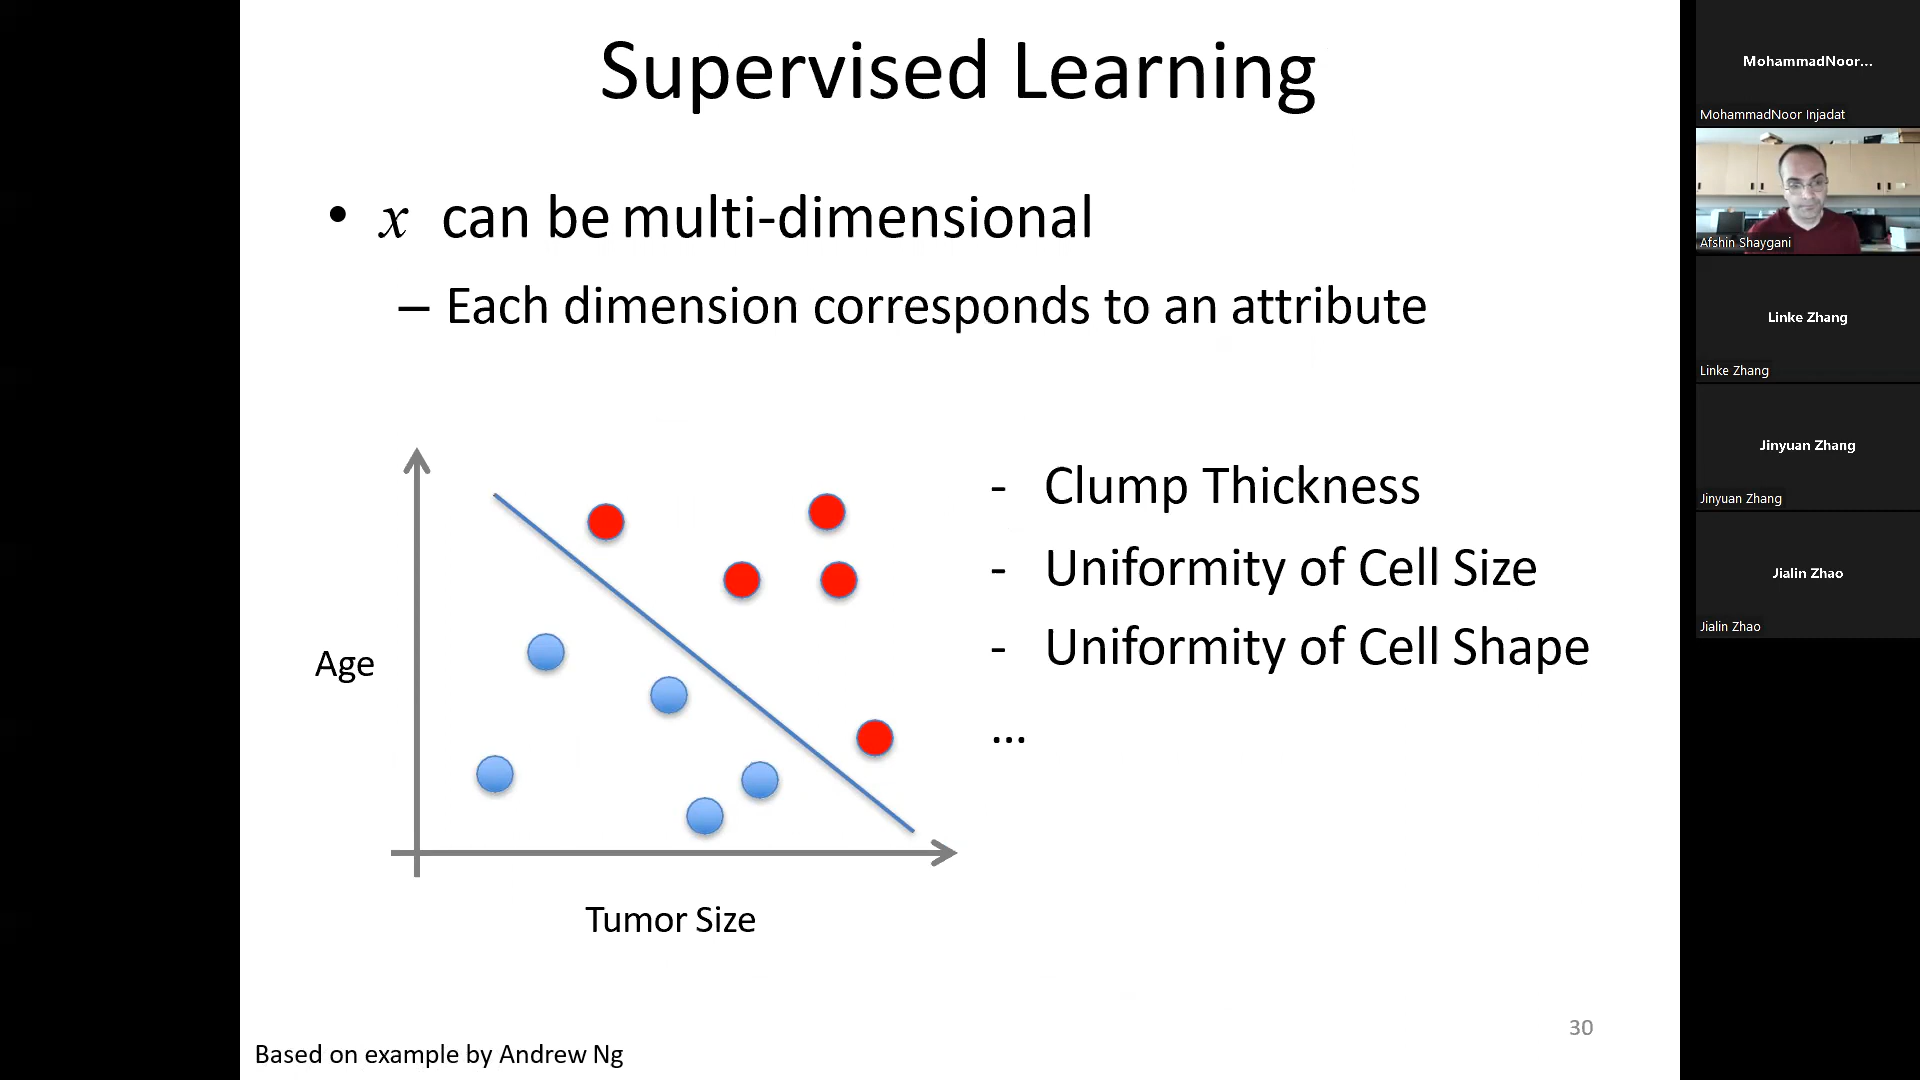 Supervised Learning
• x can be multi-dimensional
– Each dimension corresponds to an attribute
- Clump Thickness
- Uniformity of Cell Size
- Uniformity of Cell Shape
...
Age
Tumor Size
30
Based on example by Andrew Ng
MohammadNoor...
MohammadNoor Injadat
Afshin Shaygani
Linke Zhang
Linke Zhang
Jinyuan Zhang
Jinyuan Zhang
Jialin Zhao
Jialin Zhao